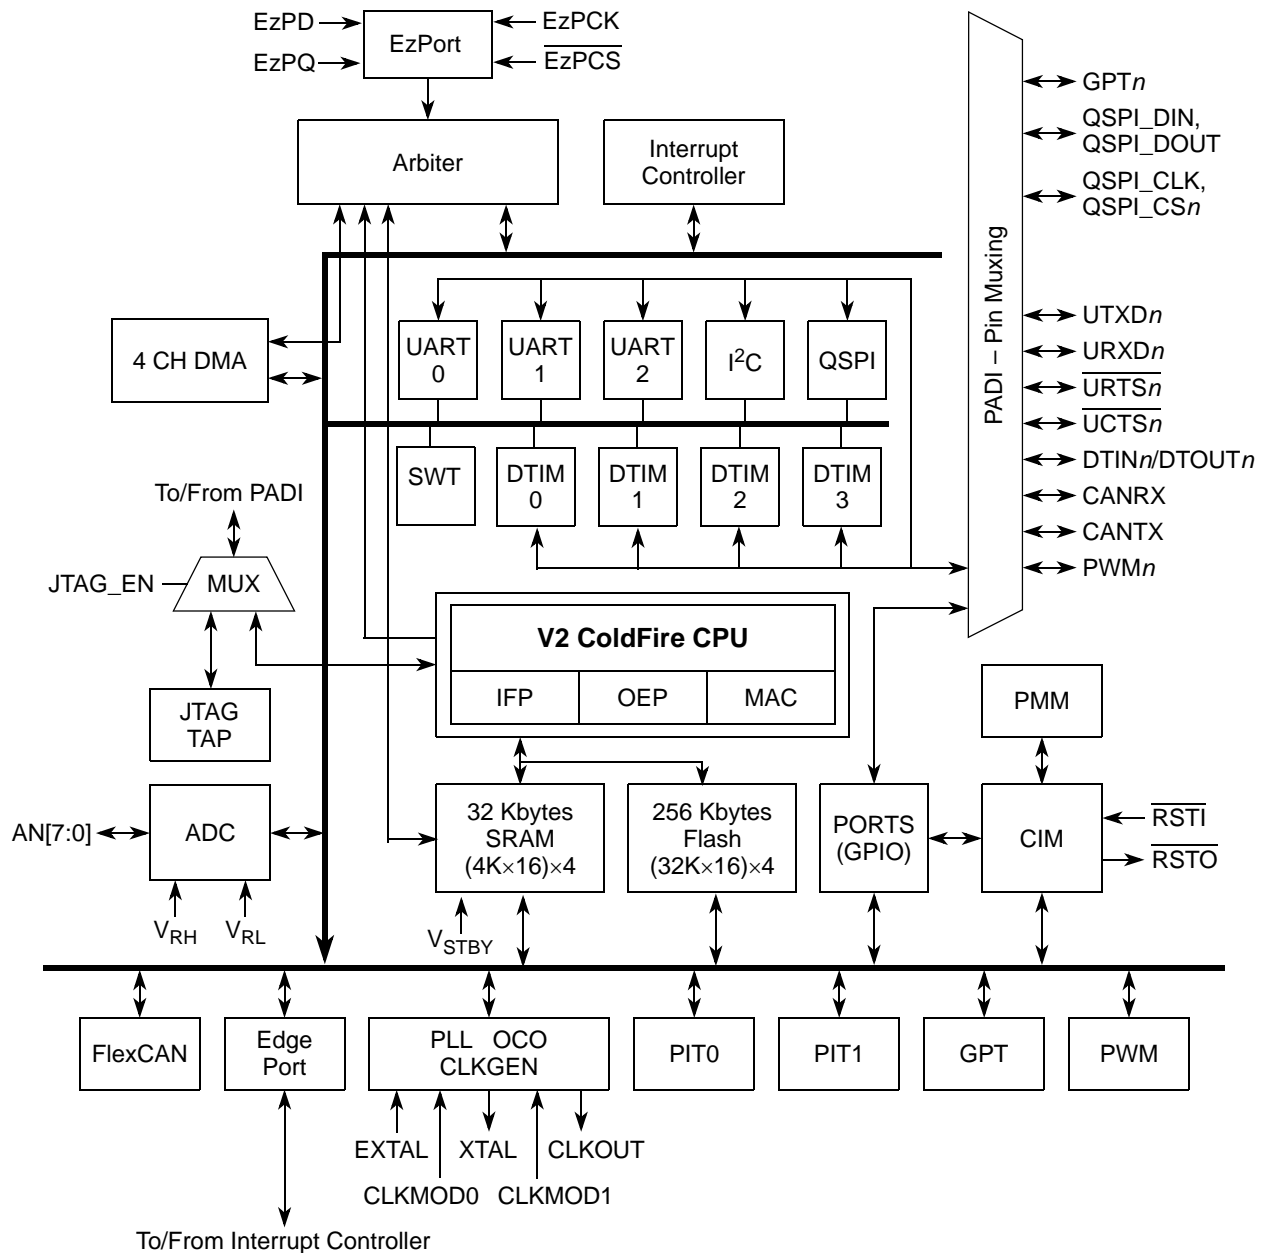 EzPD
EzPCK
EzPort
EzPQ
EzPCS
Arbiter
Interrupt
Controller
GPTn
QSPI_DIN,
QSPI_DOUT
QSPI_CLK,
QSPI_CSn
PADI – Pin Muxing
UTXDn
URXDn
URTSn
UCTSn
DTINn/DTOUTn
CANRX
CANTX
PWMn
4 CH DMA
UART
0
UART
1
UART
2
I²C
QSPI
SWT
DTIM
0
DTIM
1
DTIM
2
DTIM
3
To/From PADI
JTAG_EN
MUX
JTAG
TAP
V2 ColdFire CPU
IFP
OEP
MAC
PMM
AN[7:0]
ADC
VRH
VRL
32 Kbytes
SRAM
(4K×16)×4
VSTBY
256 Kbytes
Flash
(32K×16)×4
PORTS
(GPIO)
CIM
RSTI
RSTO
FlexCAN
Edge
Port
PLL OCO
CLKGEN
PIT0
PIT1
GPT
PWM
EXTAL
XTAL
CLKOUT
CLKMOD0
CLKMOD1
To/From Interrupt Controller